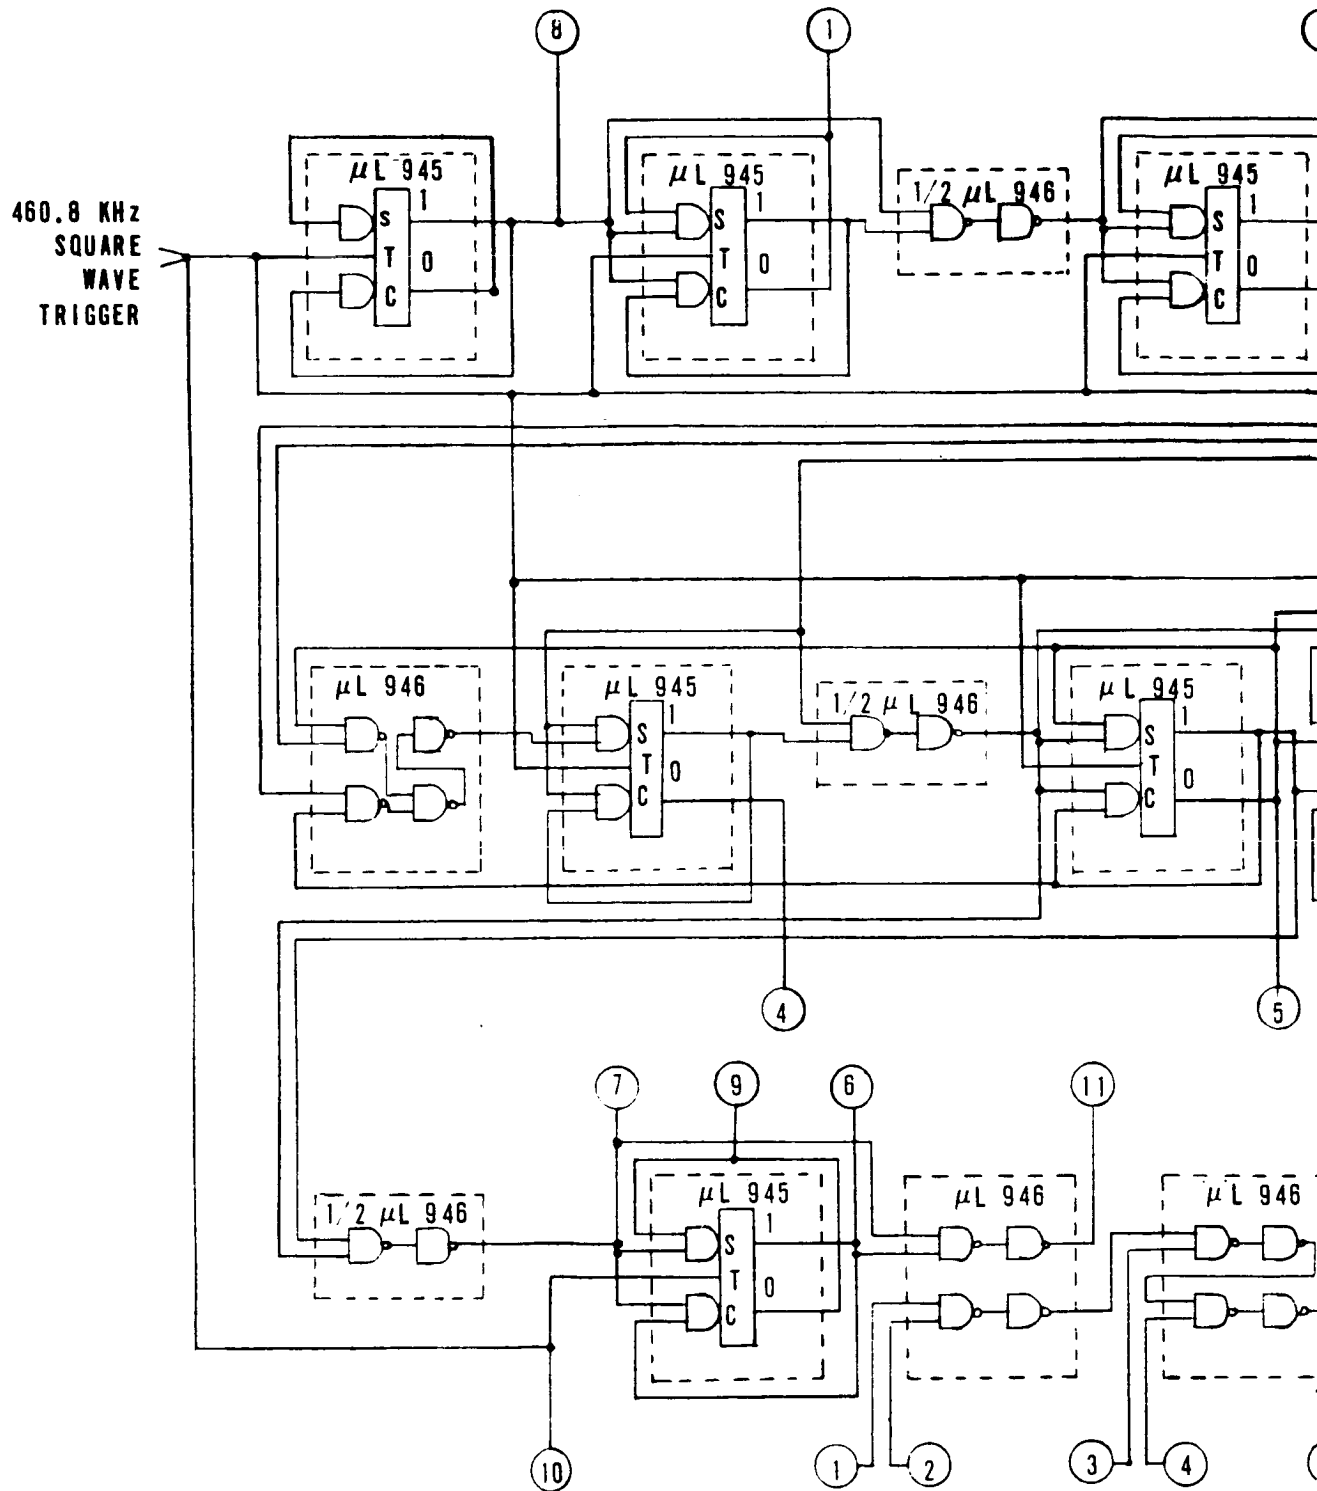 8 1
μL 945 μL 945 1/2 μL 946 μL 945
460.8 KHz
SQUARE
WAVE
TRIGGER
S 1 T 0 C
S 1 T 0 C
S 1 T 0 C
μL 946 μL 945 1/2 μL 946 μL 945
S 1 T 0 C
S 1 T 0 C
4 5
7 9 6 11
1/2 μL 946 μL 945 μL 946 μL 946
S 1 T 0 C
10 1 2 3 4